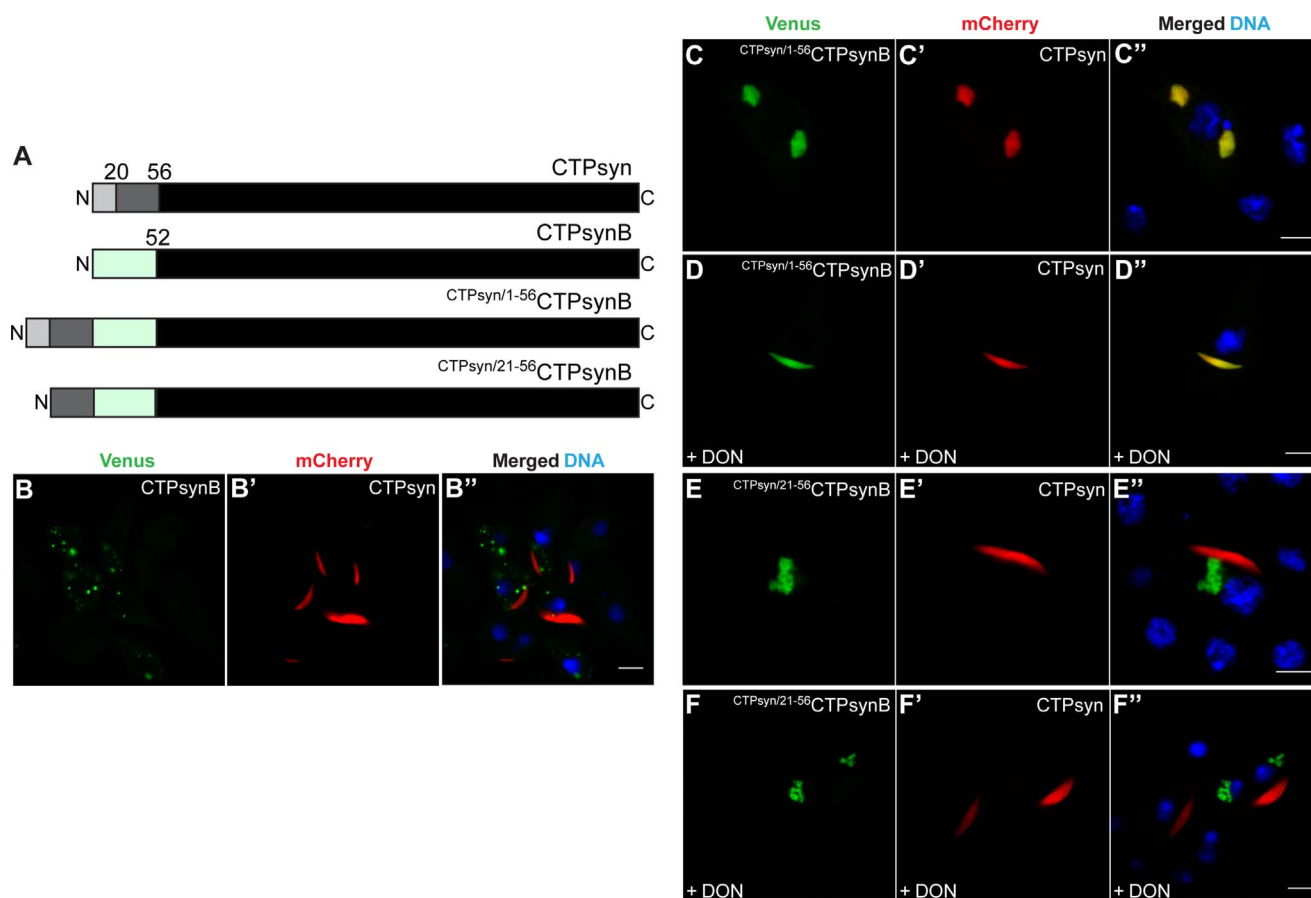 A
20 56
CTPsyn
N C
52
CTPsynB
N C
CTPsyn/1-56CTPsynB
N C
CTPsyn/21-56CTPsynB
N C
Venus mCherry Merged DNA
B CTPsynB B' CTPsyn B''
Venus mCherry Merged DNA
C CTPsyn/1-56CTPsynB C' CTPsyn C''
D CTPsyn/1-56CTPsynB D' CTPsyn D''
+ DON + DON + DON
E CTPsyn/21-56CTPsynB E' CTPsyn E''
F CTPsyn/21-56CTPsynB F' CTPsyn F''
+ DON + DON + DON